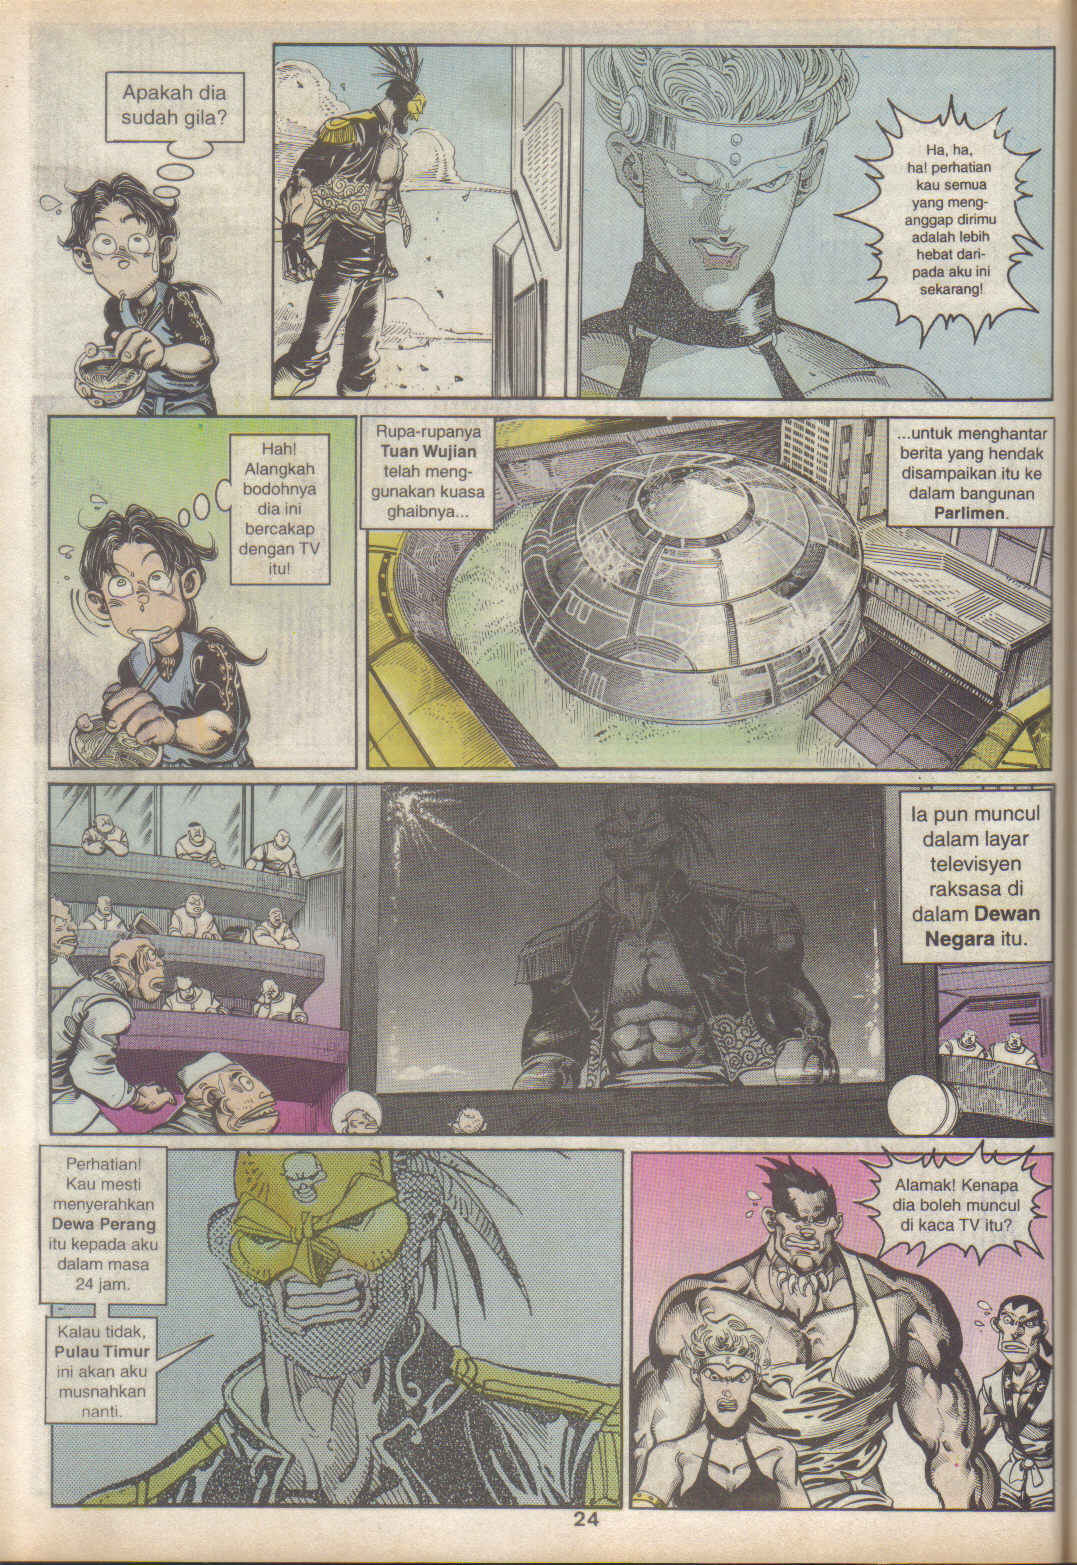 Apakah dia
sudah gila?
Ha, ha,
ha! perhatian
kau semua
yang meng-
anggap dirimu
adalah lebih
hebat dari-
pada aku ini
sekarang!
Hah!
Alangkah
bodohnya
dia ini
bercakap
dengan TV
itu!
Rupa-rupanya
Tuan Wujian
telah meng-
gunakan kuasa
ghaibnya...
...untuk menghantar
berita yang hendak
disampaikan itu ke
dalam bangunan
Parlimen.
Ia pun muncul
dalam layar
televisyen
raksasa di
dalam Dewan
Negara itu.
Perhatian!
Kau mesti
menyerahkan
Dewa Perang
itu kepada aku
dalam masa
24 jam.
Kalau tidak,
Pulau Timur
ini akan aku
musnahkan
nanti.
Alamak! Kenapa
dia boleh muncul
di kaca TV itu?
24